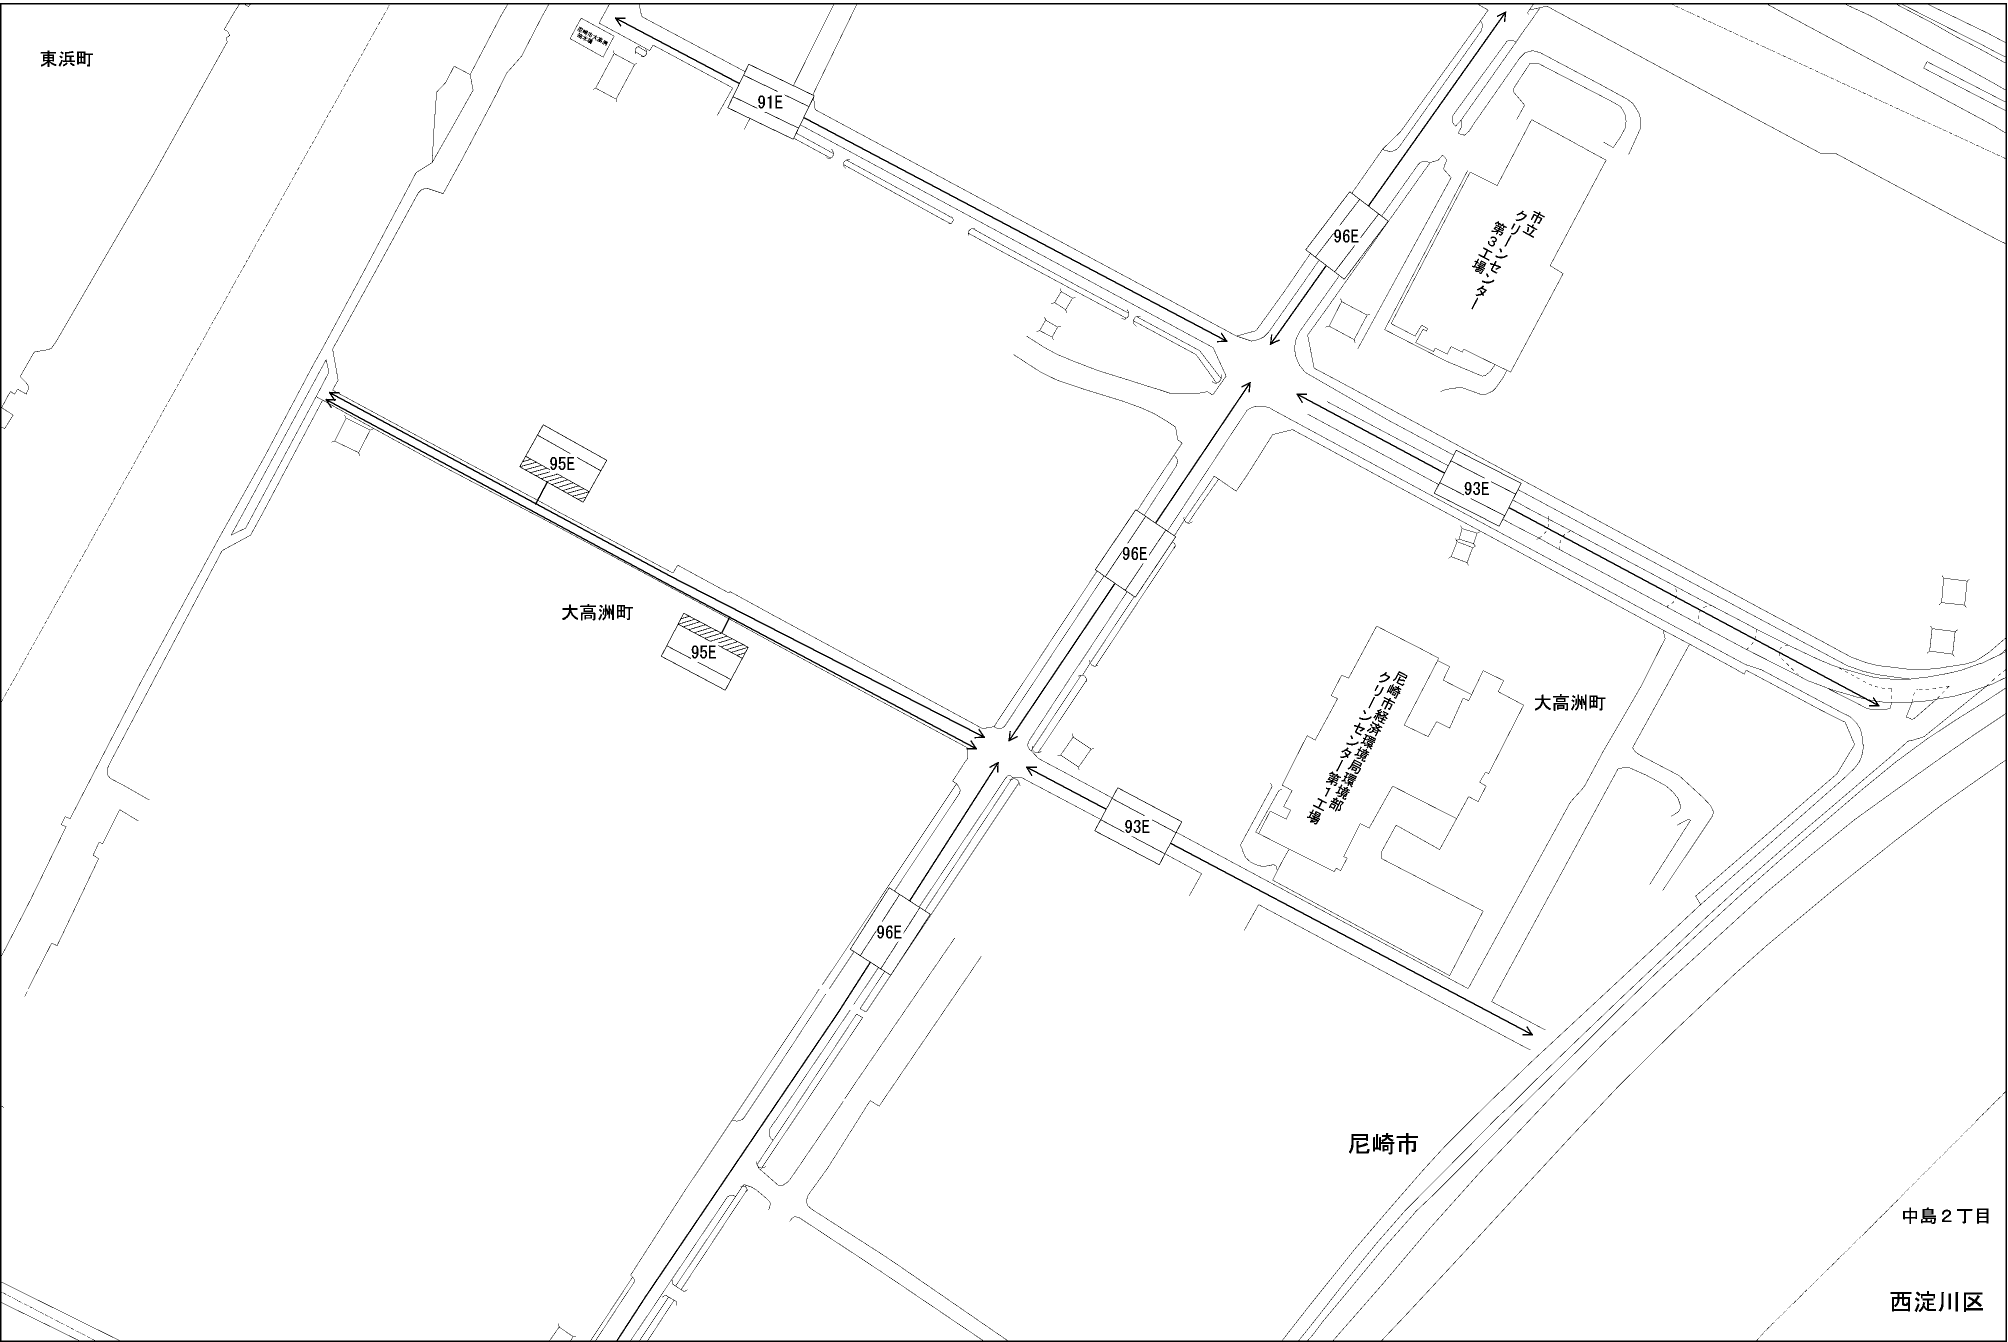 東浜町
91E
96E
市立
クリーンセンター
第3工場
95E
93E
96E
大高洲町
95E
尼崎市経済環境局環境部
クリーンセンター第1工場
大高洲町
93E
96E
尼崎市
中島2丁目
西淀川区